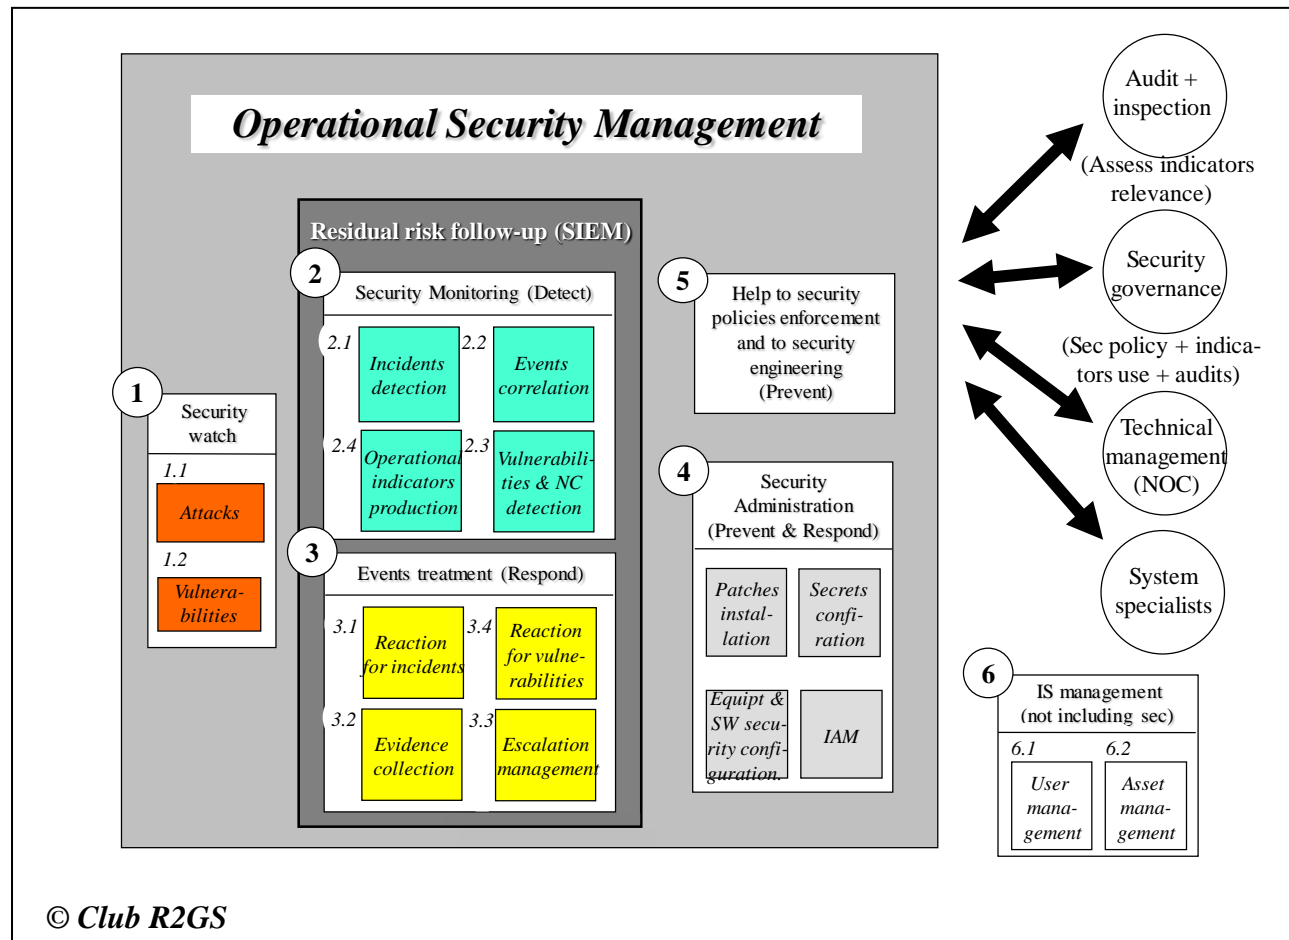 Operational Security Management
Audit +
inspection
(Assess indicators
relevance)
Security
governance
(Sec policy + indica-
tors use + audits)
Technical
management
(NOC)
System
specialists
1
Security
watch
1.1
Attacks
1.2
Vulnera-
bilities
Residual risk follow-up (SIEM)
2
Security Monitoring (Detect)
2.1
Incidents
detection
2.2
Events
correlation
2.4
Operational
indicators
production
2.3
Vulnerabili-
ties & NC
detection
3
Events treatment (Respond)
3.1
Reaction
for incidents
3.4
Reaction
for vulne-
rabilities
3.2
Evidence
collection
3.3
Escalation
management
5
Help to security
policies enforcement
and to security
engineering
(Prevent)
4
Security
Administration
(Prevent & Respond)
Patches
instal-
lation
Secrets
confi-
ration
Equipt &
SW secu-
rity confi-
guration.
IAM
6
IS management
(not including sec)
6.1
User
mana-
gement
6.2
Asset
mana-
gement
© Club R2GS